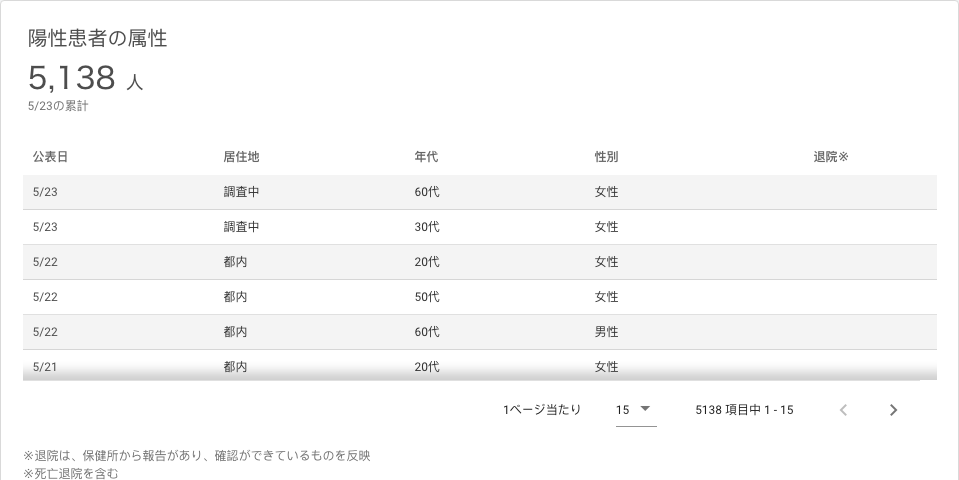 陽性患者の属性
5,138 人
5/23の累計
公表日 居住地 年代 性別 退院※
5/23 調査中 60代 女性
5/23 調査中 30代 女性
5/22 都内 20代 女性
5/22 都内 50代 女性
5/22 都内 60代 男性
5/21 都内 20代 女性
1ページ当たり 15 5138 項目中 1 - 15
※退院は、保健所から報告があり、確認ができているものを反映
※死亡退院を含む